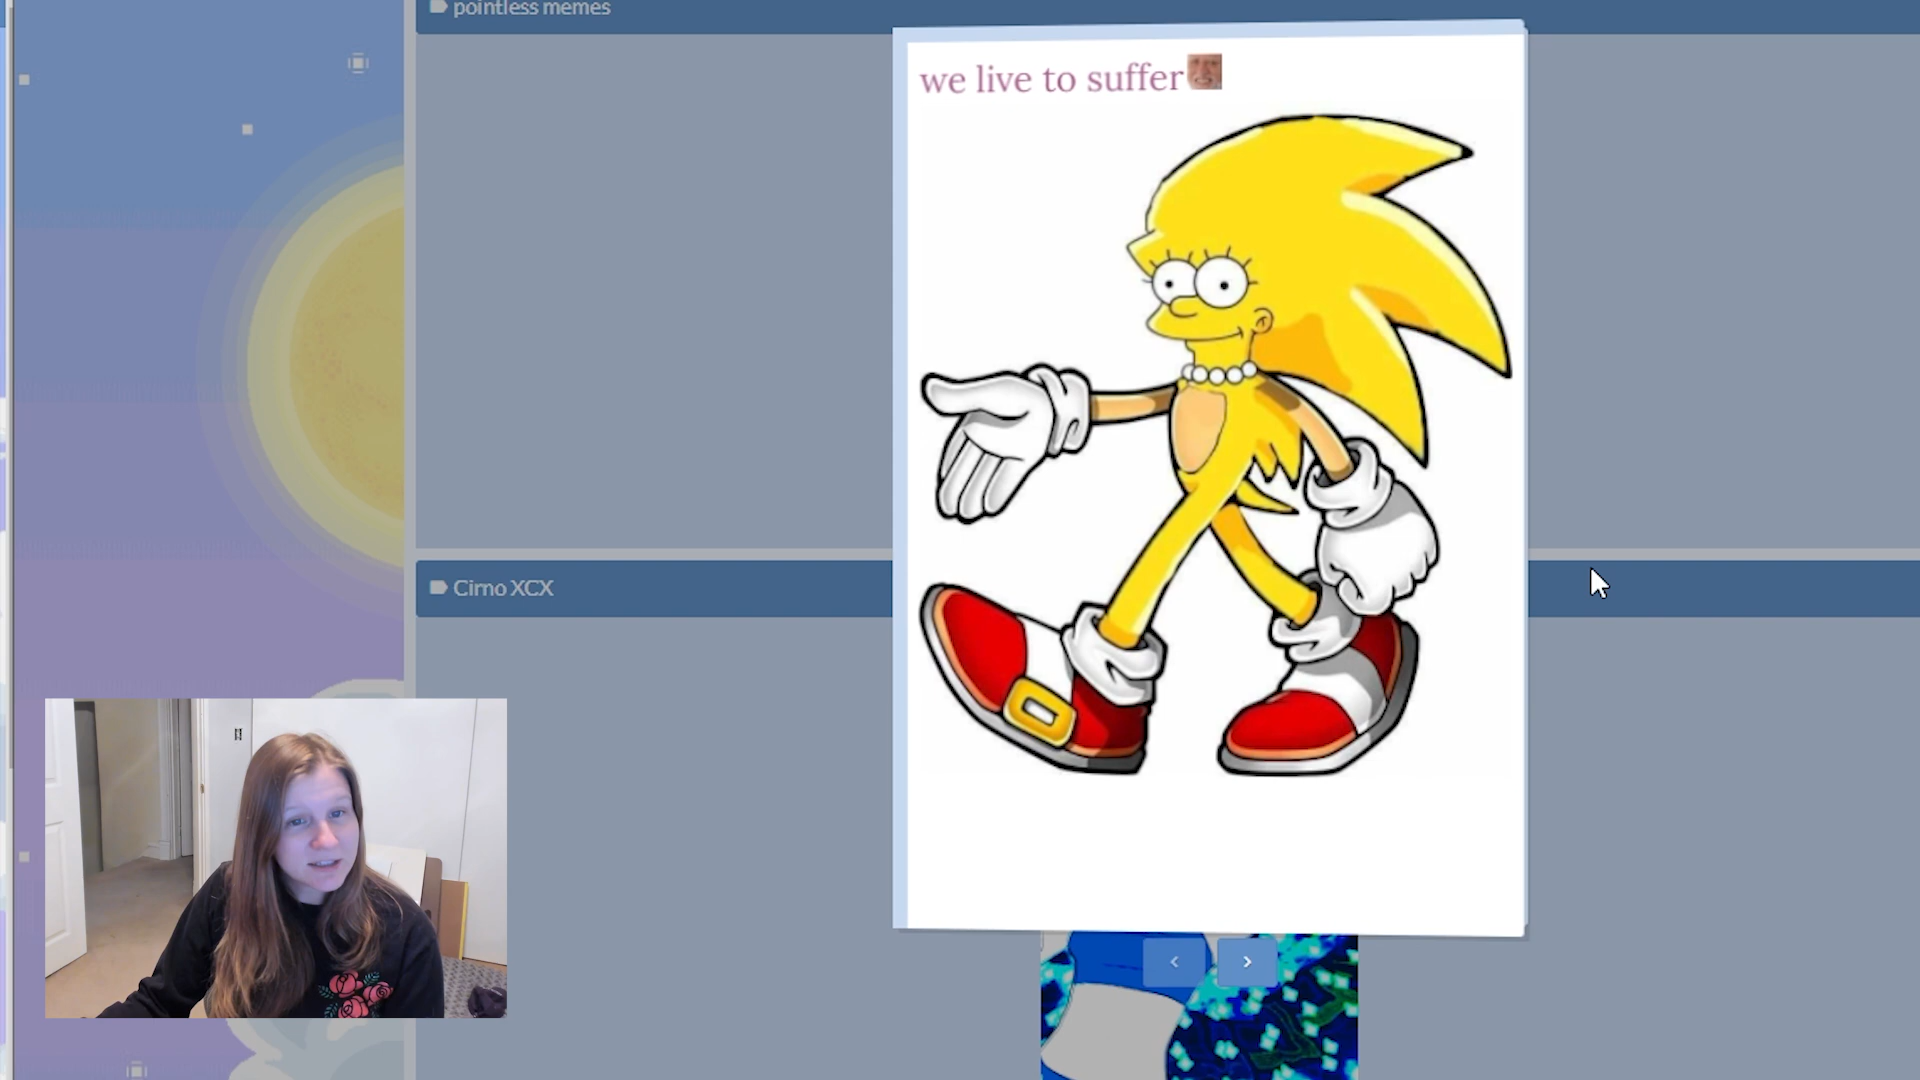 pointless memes
we live to suffer
Cirno XCX